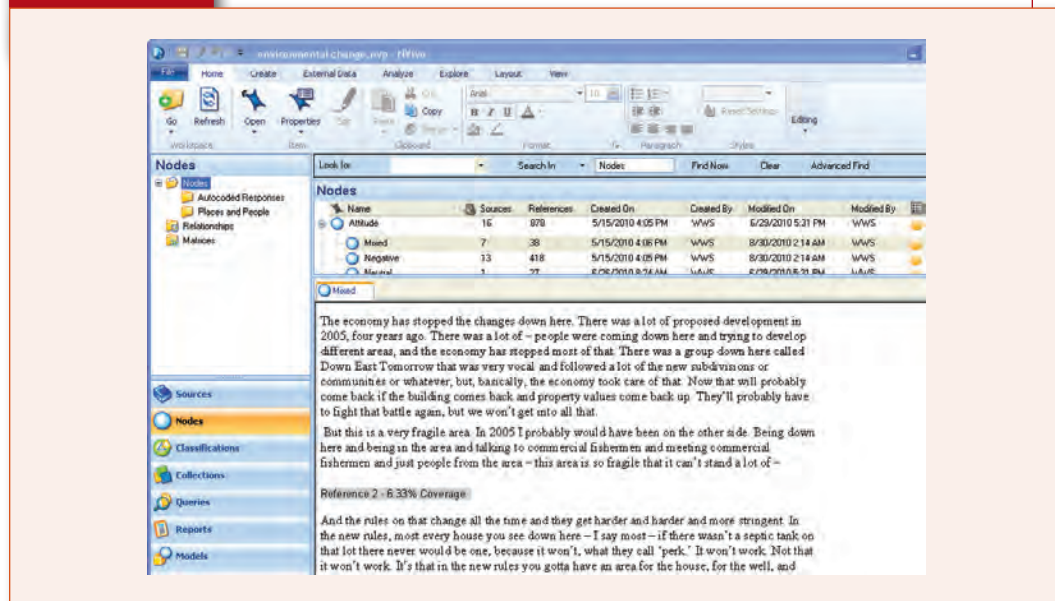 environmental change.nvp - NVivo
File Home Create External Data Analyze Explore Layout View
Cut
Copy
Arial 10
B I U A
Reset Settings
Go Refresh Open Properties Edit Paste Editing
Workspace Item Clipboard Format Paragraph Styles
Nodes
Look for Search In Nodes Find Now Clear Advanced Find
Nodes
Autocoded Responses
Places and People
Relationships
Matrices
Nodes
Name Sources References Created On Created By Modified On Modified By
Attitude 16 878 5/15/2010 4:05 PM WWS 6/29/2010 5:31 PM WWS
Mixed 7 38 5/15/2010 4:06 PM WWS 8/30/2010 2:14 AM WWS
Negative 13 418 5/15/2010 4:05 PM WWS 8/30/2010 2:14 AM WWS
Neutral 1 27
Mixed
The economy has stopped the changes down here. There was a lot of proposed development in
2005, four years ago. There was a lot of – people were coming down here and trying to develop
different areas, and the economy has stopped most of that. There was a group down here called
Down East Tomorrow that was very vocal and followed a lot of the new subdivisions or
communities or whatever, but, basically, the economy took care of that. Now that will probably
come back if the building comes back and property values come back up. They'll probably have
to fight that battle again, but we won't get into all that.
But this is a very fragile area. In 2005 I probably would have been on the other side. Being down
here and being in the area and talking to commercial fishermen and meeting commercial
fishermen and just people from the area – this area is so fragile that it can't stand a lot of –
Reference 2 - 6.33% Coverage
And the rules on that change all the time and they get harder and harder and more stringent. In
the new rules, most every house you see down here – I say most – if there wasn't a septic tank on
that lot there never would be one, because it won't, what they call "perk." It won't work. Not that
it won't work. It's that in the new rules you gotta have an area for the house, for the well, and
Sources
Nodes
Classifications
Collections
Queries
Reports
Models